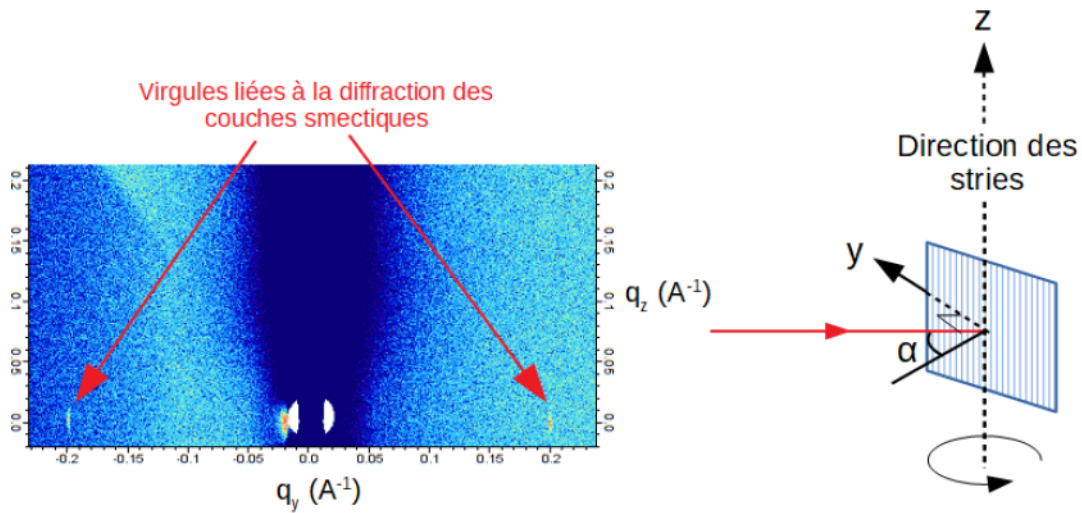 Virgules liées à la diffraction des
couches smectiques
0.2
0.15
0.1
0.05
0.0
0.2
0.15
0.1
0.05
0.0
-0.2 -0.15 -0.1 -0.05 0.0 0.05 0.1 0.15 0.2
qy (A-1)
qz (A-1)
z
Direction des
stries
y
α